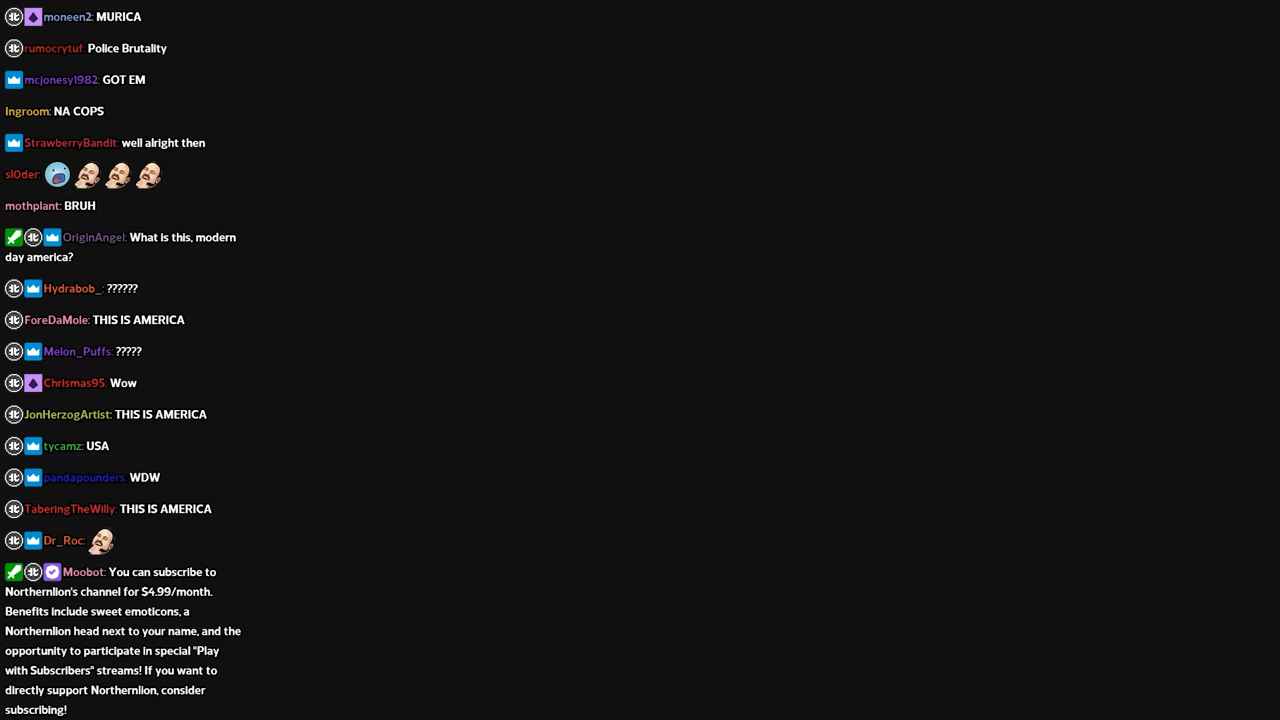 moneen2: MURICA
rumocrytuf: Police Brutality
mcjonesy1982: GOT EM
Ingroom: NA COPS
StrawberryBandit: well alright then
sl0der:
mothplant: BRUH
OriginAngel: What is this, modern
day america?
Hydrabob_: ??????
ForeDaMole: THIS IS AMERICA
Melon_Puffs: ?????
Chrismas95: Wow
JonHerzogArtist: THIS IS AMERICA
tycamz: USA
pandapounders: WDW
TaberingTheWilly: THIS IS AMERICA
Dr_Roc:
Moobot: You can subscribe to
Northernlion's channel for $4.99/month.
Benefits include sweet emoticons, a
Northernlion head next to your name, and the
opportunity to participate in special "Play
with Subscribers" streams! If you want to
directly support Northernlion, consider
subscribing!